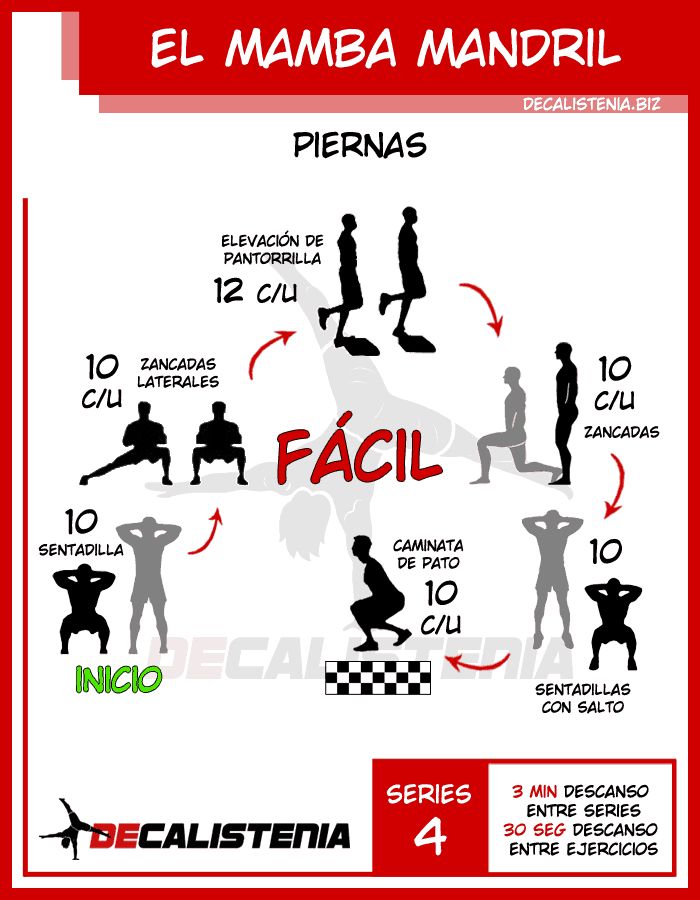 EL MAMBA MANDRIL
DECALISTENIA.BIZ
PIERNAS
ELEVACIÓN DE
PANTORRILLA
12 C/U
10
C/U
ZANCADAS
LATERALES
10
C/U
ZANCADAS
FÁCIL
10
SENTADILLA
INICIO
CAMINATA
DE PATO
10
C/U
10
SENTADILLAS
CON SALTO
DECALISTENIA
DECALISTENIA
SERIES
4
3 MIN DESCANSO
ENTRE SERIES
30 SEG DESCANSO
ENTRE EJERCICIOS